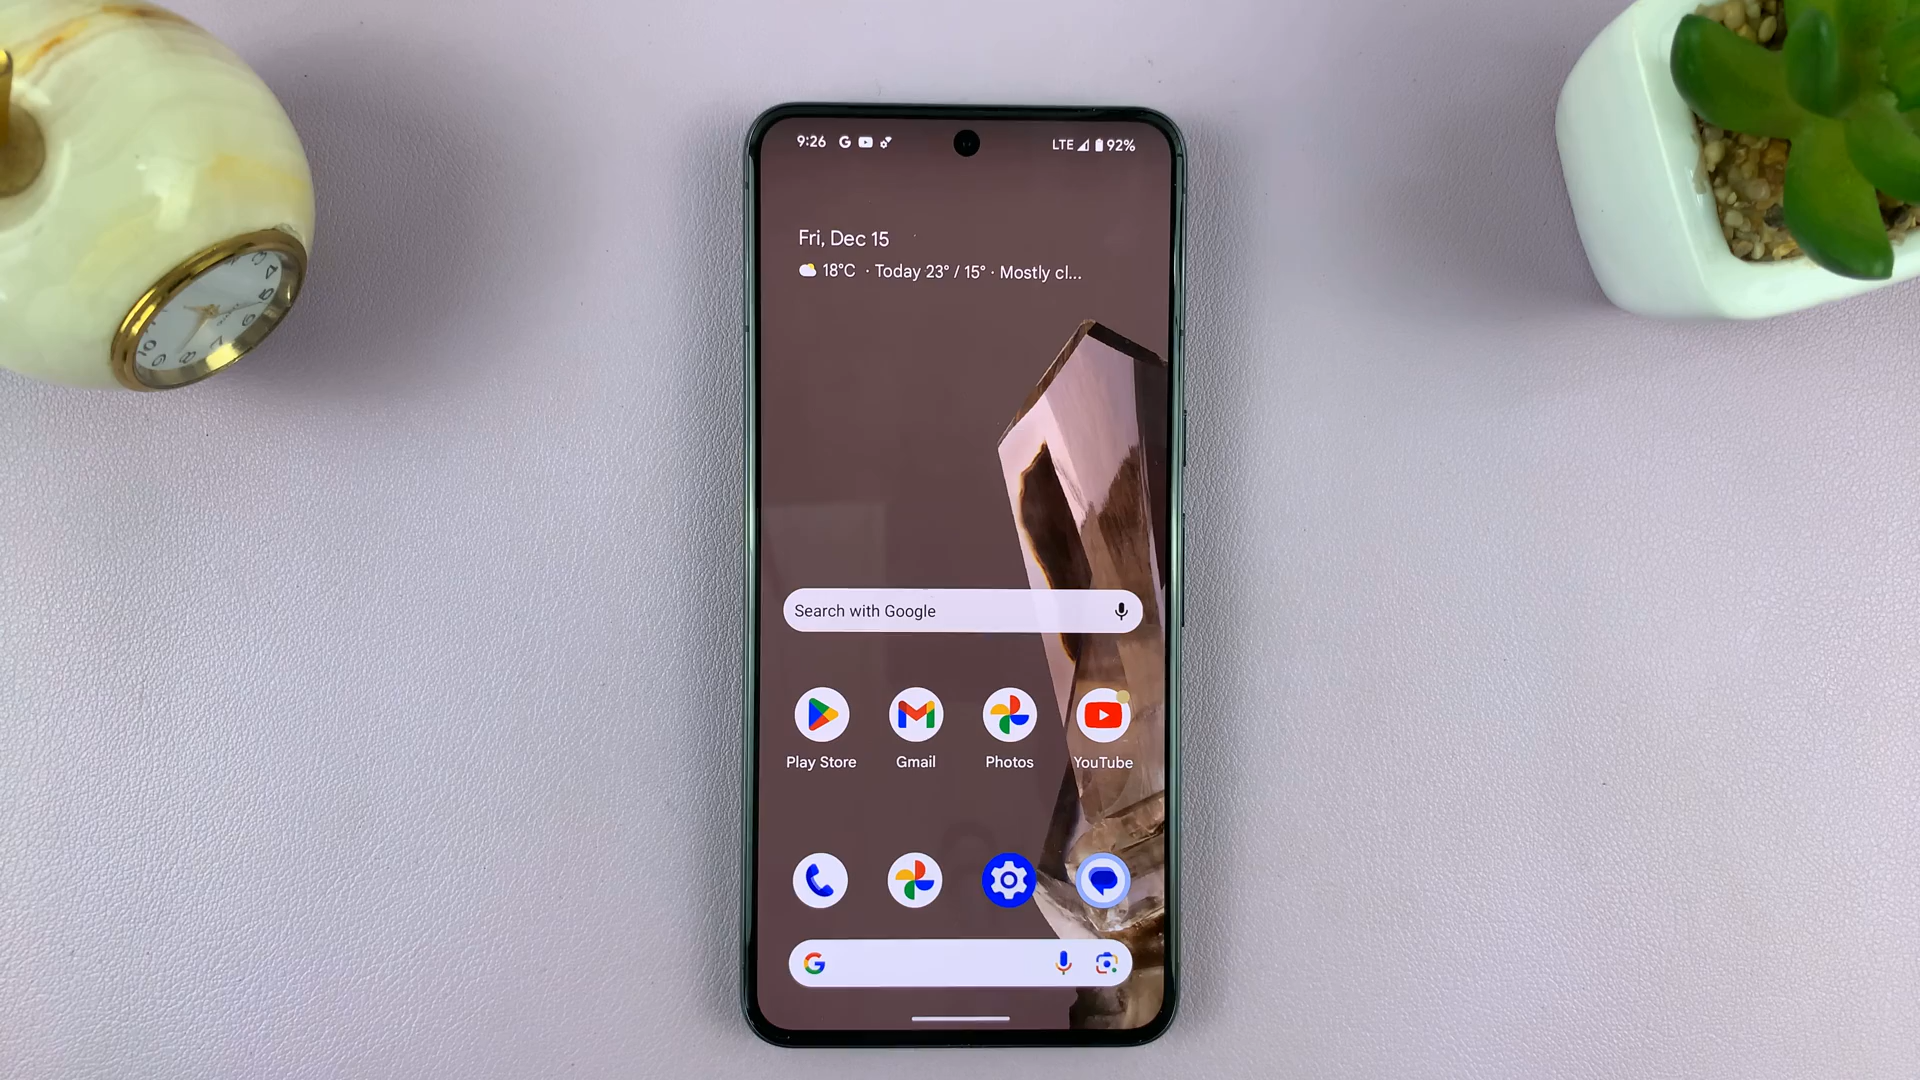 9:26
LTE 92%
Fri, Dec 15
18°C · Today 23° / 15° · Mostly cl...
Search with Google
Play Store
Gmail
Photos
YouTube